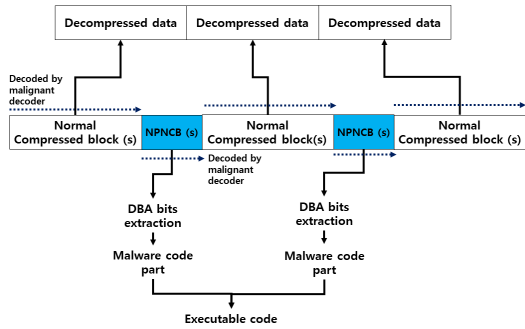 Decompressed data
Decompressed data
Decompressed data
Decoded by
malignant
decoder
Normal
Compressed block (s)
NPNCB (s)
Normal
Compressed block(s)
NPNCB (s)
Normal
Compressed block (s)
Decoded by
malignant
decoder
DBA bits
extraction
DBA bits
extraction
Malware code
part
Malware code
part
Executable code